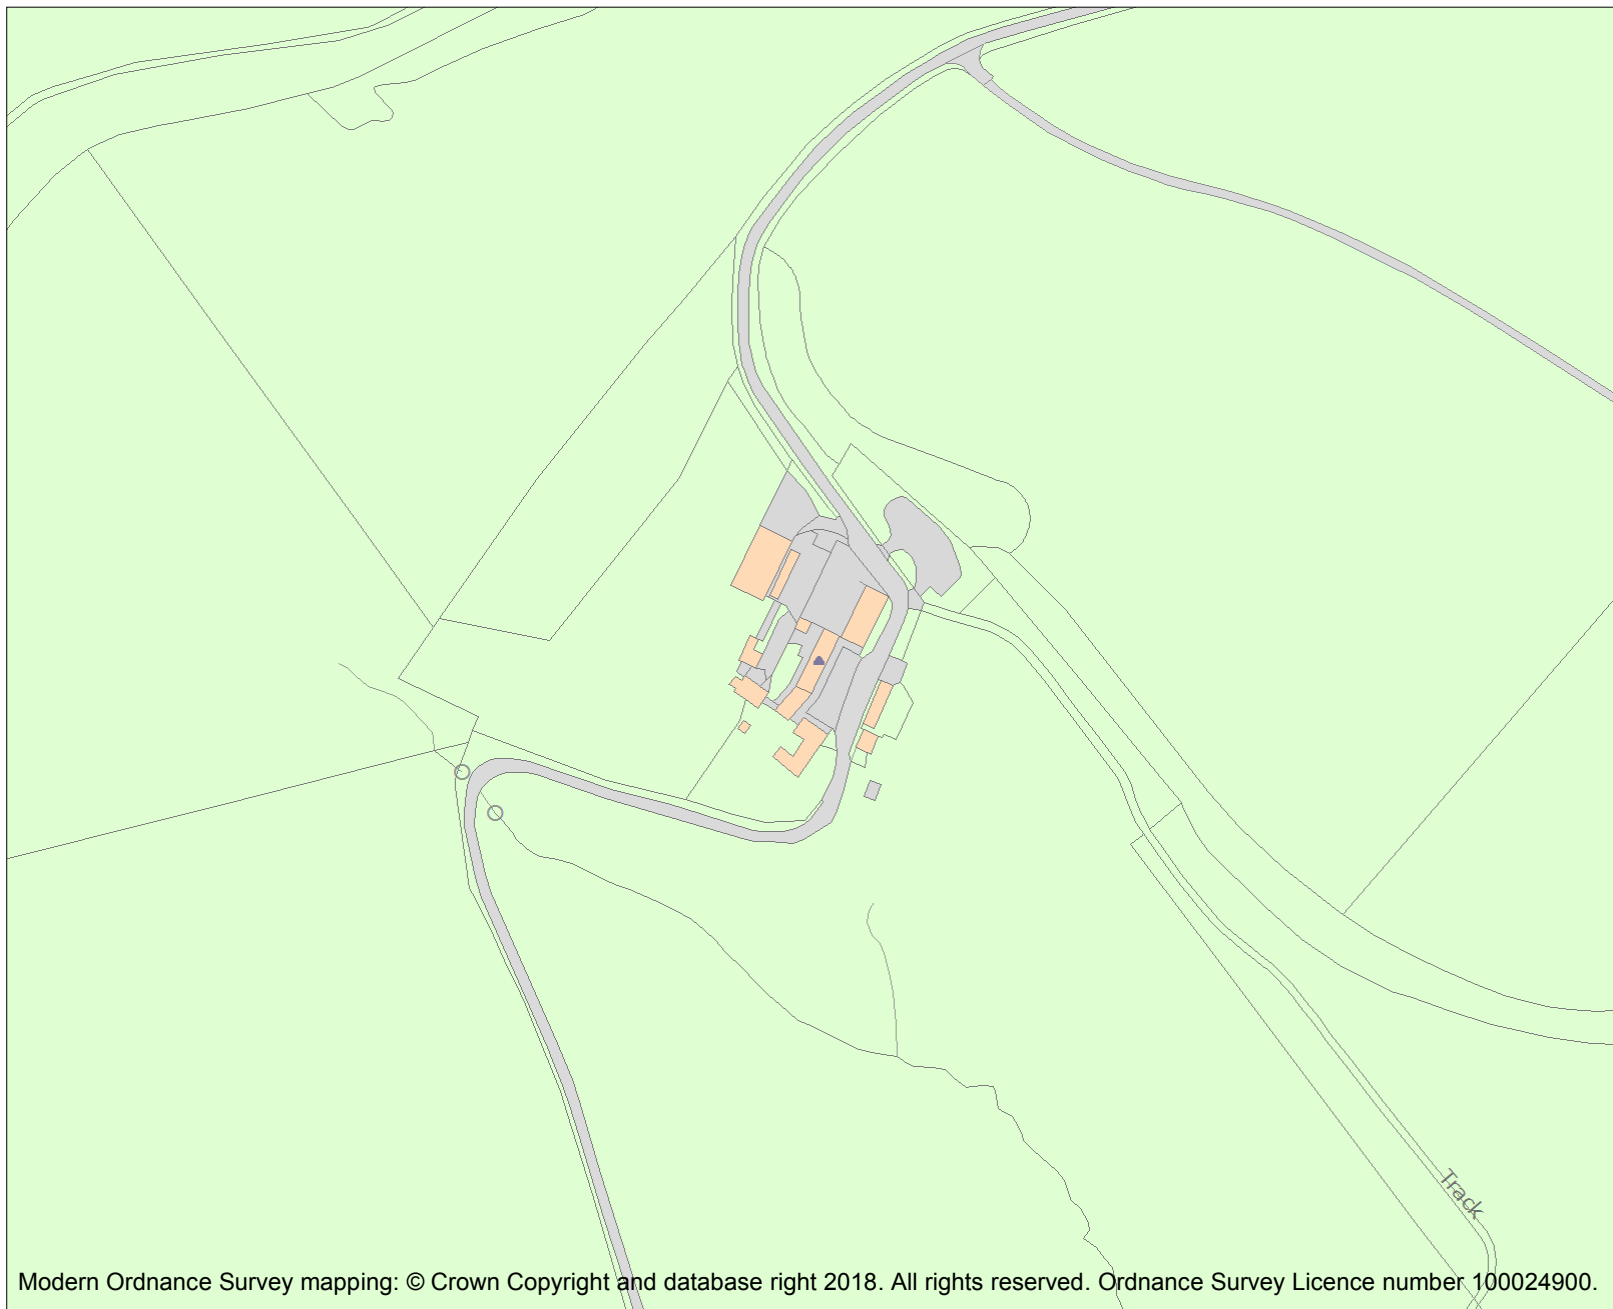 Track
Modern Ordnance Survey mapping: © Crown Copyright and database right 2018. All rights reserved. Ordnance Survey Licence number 100024900.